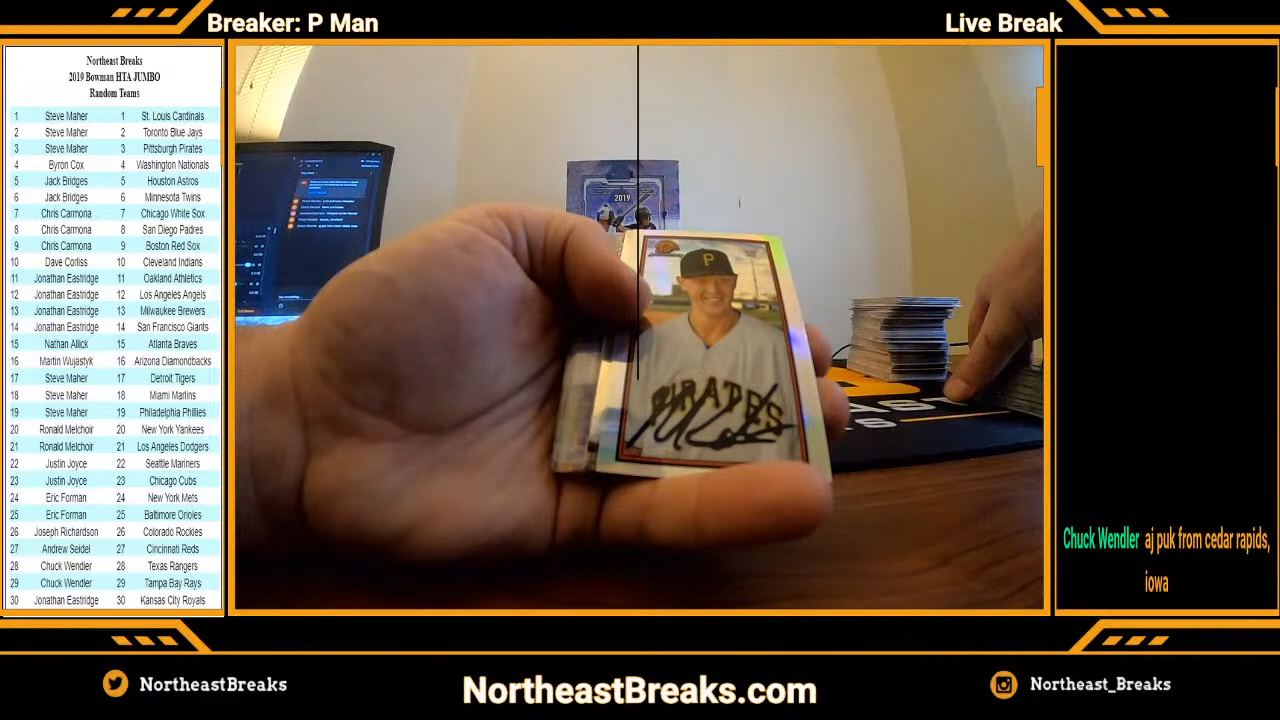 Breaker: P Man
Live Break
Northeast Breaks
2019 Bowman HTA JUMBO
Random Teams
1 Steve Maher 1 St. Louis Cardinals
2 Steve Maher 2 Toronto Blue Jays
3 Steve Maher 3 Pittsburgh Pirates
4 Byron Cox 4 Washington Nationals
5 Jack Bridges 5 Houston Astros
6 Jack Bridges 6 Minnesota Twins
7 Chris Carmona 7 Chicago White Sox
8 Chris Carmona 8 San Diego Padres
9 Chris Carmona 9 Boston Red Sox
10 Dave Corliss 10 Cleveland Indians
11 Jonathan Eastridge 11 Oakland Athletics
12 Jonathan Eastridge 12 Los Angeles Angels
13 Jonathan Eastridge 13 Milwaukee Brewers
14 Jonathan Eastridge 14 San Francisco Giants
15 Nathan Allick 15 Atlanta Braves
16 Martin Wujastyk 16 Arizona Diamondbacks
17 Steve Maher 17 Detroit Tigers
18 Steve Maher 18 Miami Marlins
19 Steve Maher 19 Philadelphia Phillies
20 Ronald Melchoir 20 New York Yankees
21 Ronald Melchoir 21 Los Angeles Dodgers
22 Justin Joyce 22 Seattle Mariners
23 Justin Joyce 23 Chicago Cubs
24 Eric Forman 24 New York Mets
25 Eric Forman 25 Baltimore Orioles
26 Joseph Richardson 26 Colorado Rockies
27 Andrew Seidel 27 Cincinnati Reds
28 Chuck Wendler 28 Texas Rangers
29 Chuck Wendler 29 Tampa Bay Rays
30 Jonathan Eastridge 30 Kansas City Royals
2019
P
PIRATES
Chuck Wendler aj puk from cedar rapids,
iowa
NortheastBreaks
NortheastBreaks.com
Northeast_Breaks